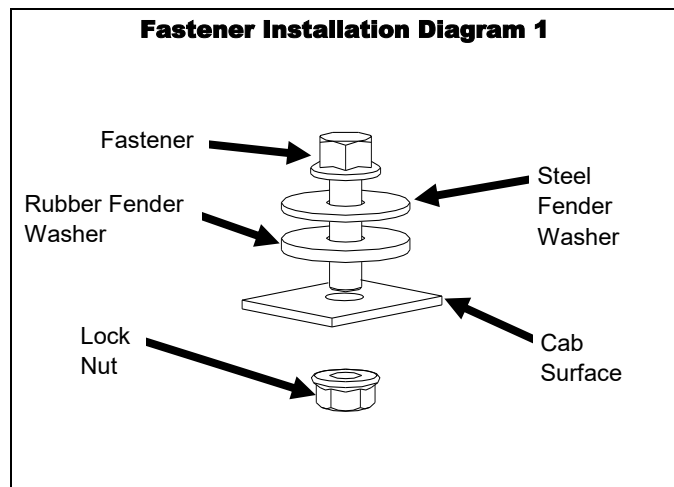 Fastener Installation Diagram 1
Fastener
Steel
Fender
Washer
Rubber Fender
Washer
Lock
Nut
Cab
Surface